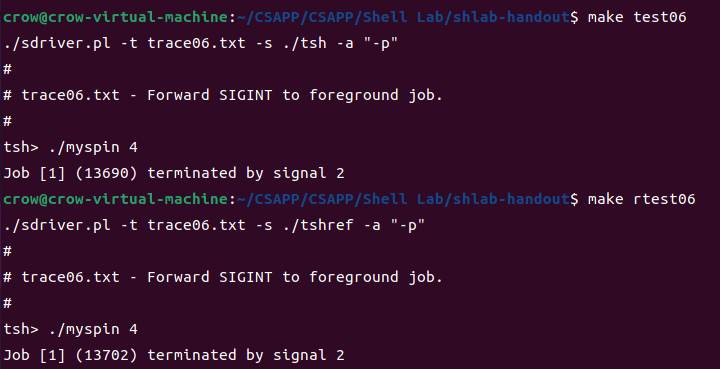 crow@crow-virtual-machine:~/CSAPP/CSAPP/Shell Lab/shlab-handout$ make test06
./sdriver.pl -t trace06.txt -s ./tsh -a "-p"
#
# trace06.txt - Forward SIGINT to foreground job.
#
tsh> ./myspin 4
Job [1] (13690) terminated by signal 2
crow@crow-virtual-machine:~/CSAPP/CSAPP/Shell Lab/shlab-handout$ make rtest06
./sdriver.pl -t trace06.txt -s ./tshref -a "-p"
#
# trace06.txt - Forward SIGINT to foreground job.
#
tsh> ./myspin 4
Job [1] (13702) terminated by signal 2